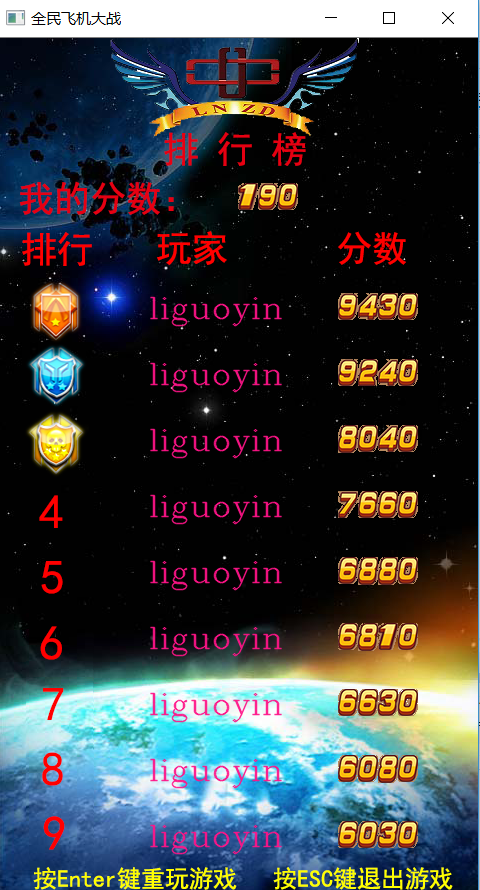 全民飞机大战
LNZD
排行榜
我的分数: 190
排行 玩家 分数
liguoyin 9430
liguoyin 9240
liguoyin 8040
4 liguoyin 7660
5 liguoyin 6880
6 liguoyin 6810
7 liguoyin 6630
8 liguoyin 6080
9 liguoyin 6030
按Enter键重玩游戏 按ESC键退出游戏